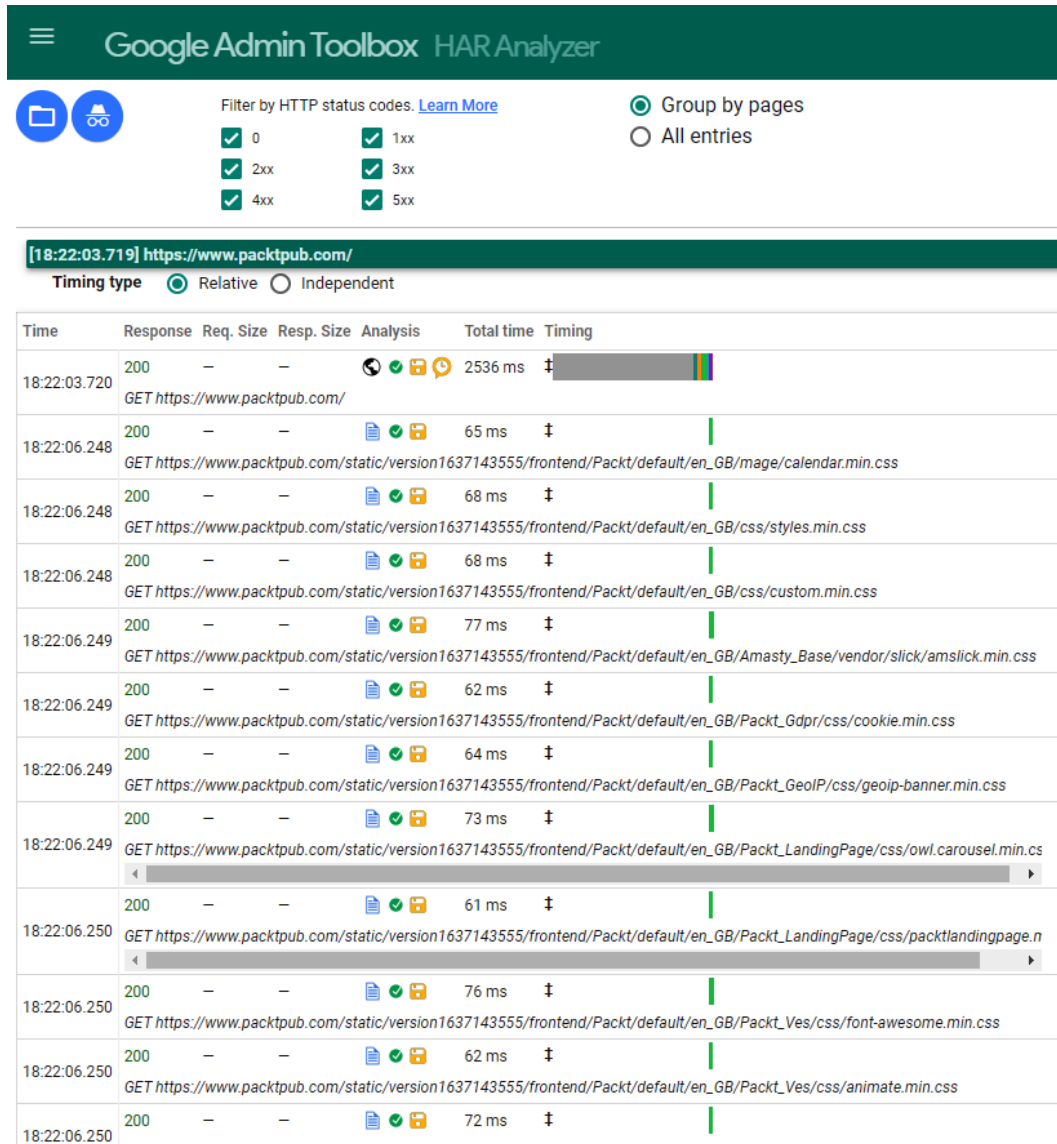 Google Admin Toolbox HAR Analyzer
Filter by HTTP status codes. Learn More
0 1xx
2xx 3xx
4xx 5xx
Group by pages
All entries
[18:22:03.719] https://www.packtpub.com/
Timing type Relative Independent
Time Response Req. Size Resp. Size Analysis Total time Timing
18:22:03.720 200 – – 2536 ms ‡
GET https://www.packtpub.com/
18:22:06.248 200 – – 65 ms ‡
GET https://www.packtpub.com/static/version1637143555/frontend/Packt/default/en_GB/mage/calendar.min.css
18:22:06.248 200 – – 68 ms ‡
GET https://www.packtpub.com/static/version1637143555/frontend/Packt/default/en_GB/css/styles.min.css
18:22:06.248 200 – – 68 ms ‡
GET https://www.packtpub.com/static/version1637143555/frontend/Packt/default/en_GB/css/custom.min.css
18:22:06.249 200 – – 77 ms ‡
GET https://www.packtpub.com/static/version1637143555/frontend/Packt/default/en_GB/Amasty_Base/vendor/slick/amslick.min.css
18:22:06.249 200 – – 62 ms ‡
GET https://www.packtpub.com/static/version1637143555/frontend/Packt/default/en_GB/Packt_Gdpr/css/cookie.min.css
18:22:06.249 200 – – 64 ms ‡
GET https://www.packtpub.com/static/version1637143555/frontend/Packt/default/en_GB/Packt_GeoIP/css/geoip-banner.min.css
18:22:06.249 200 – – 73 ms ‡
GET https://www.packtpub.com/static/version1637143555/frontend/Packt/default/en_GB/Packt_LandingPage/css/owl.carousel.min.cs
18:22:06.250 200 – – 61 ms ‡
GET https://www.packtpub.com/static/version1637143555/frontend/Packt/default/en_GB/Packt_LandingPage/css/packtlandingpage.m
18:22:06.250 200 – – 76 ms ‡
GET https://www.packtpub.com/static/version1637143555/frontend/Packt/default/en_GB/Packt_Ves/css/font-awesome.min.css
18:22:06.250 200 – – 62 ms ‡
GET https://www.packtpub.com/static/version1637143555/frontend/Packt/default/en_GB/Packt_Ves/css/animate.min.css
18:22:06.250 200 – – 72 ms ‡